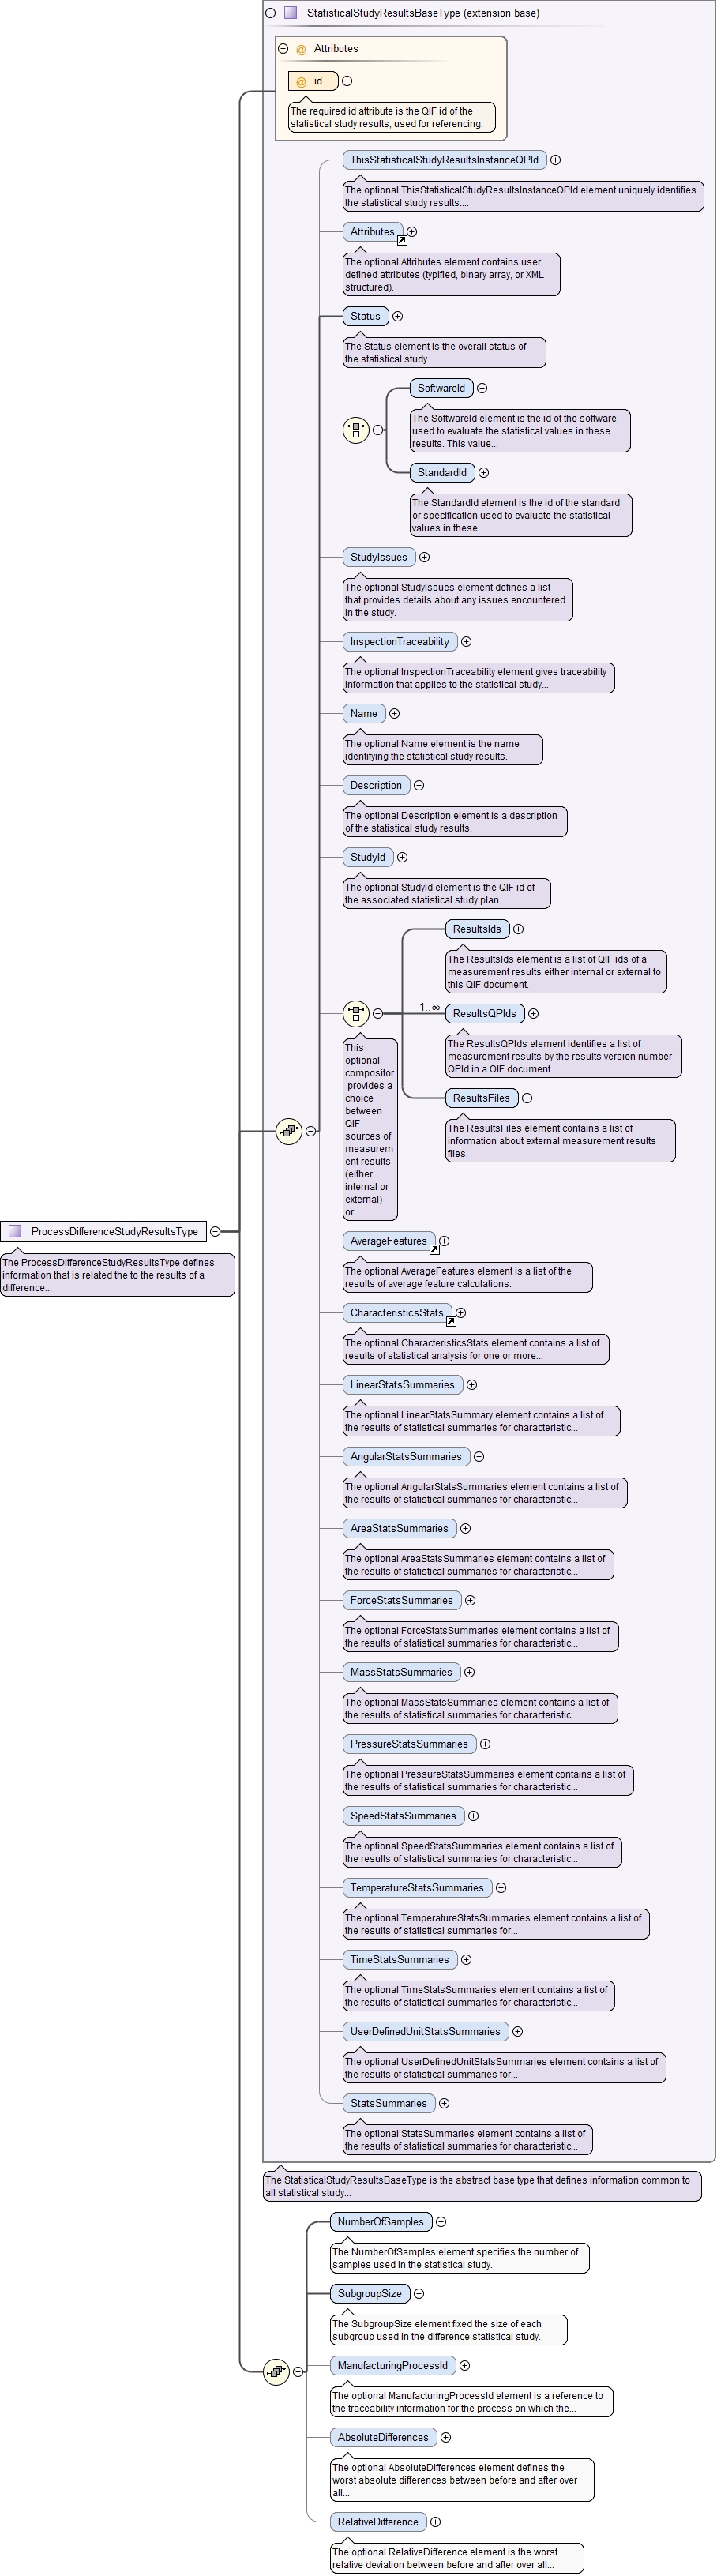 StatisticalStudyResultsBaseType (extension base)
@ Attributes
@ id
The required id attribute is the QIF id of the
statistical study results, used for referencing.
ThisStatisticalStudyResultsInstanceQPId
The optional ThisStatisticalStudyResultsInstanceQPId element uniquely identifies
the statistical study results....
Attributes
The optional Attributes element contains user
defined attributes (typified, binary array, or XML
structured).
Status
The Status element is the overall status of
the statistical study.
SoftwareId
The SoftwareId element is the id of the software
used to evaluate the statistical values in these
results. This value...
StandardId
The StandardId element is the id of the standard
or specification used to evaluate the statistical
values in these...
StudyIssues
The optional StudyIssues element defines a list
that provides details about any issues encountered
in the study.
InspectionTraceability
The optional InspectionTraceability element gives traceability
information that applies to the statistical study...
Name
The optional Name element is the name
identifying the statistical study results.
Description
The optional Description element is a description
of the statistical study results.
StudyId
The optional StudyId element is the QIF id of
the associated statistical study plan.
ResultsIds
The ResultsIds element is a list of QIF ids of a
measurement results either internal or external to
this QIF document.
1..∞
ResultsQPIds
The ResultsQPIds element identifies a list of
measurement results by the results version number
QPId in a QIF document...
ResultsFiles
The ResultsFiles element contains a list of
information about external measurement results
files.
This
optional
compositor
provides a
choice
between
QIF
sources of
measurem
ent results
(either
internal or
external)
or...
ProcessDifferenceStudyResultsType
The ProcessDifferenceStudyResultsType defines
information that is related the to the results of a
difference...
AverageFeatures
The optional AverageFeatures element is a list of the
results of average feature calculations.
CharacteristicsStats
The optional CharacteristicsStats element contains a list of
results of statistical analysis for one or more...
LinearStatsSummaries
The optional LinearStatsSummary element contains a list of
the results of statistical summaries for characteristic...
AngularStatsSummaries
The optional AngularStatsSummaries element contains a list of
the results of statistical summaries for characteristic...
AreaStatsSummaries
The optional AreaStatsSummaries element contains a list of
the results of statistical summaries for characteristic...
ForceStatsSummaries
The optional ForceStatsSummaries element contains a list of
the results of statistical summaries for characteristic...
MassStatsSummaries
The optional MassStatsSummaries element contains a list of
the results of statistical summaries for characteristic...
PressureStatsSummaries
The optional PressureStatsSummaries element contains a list of
the results of statistical summaries for characteristic...
SpeedStatsSummaries
The optional SpeedStatsSummaries element contains a list of
the results of statistical summaries for characteristic...
TemperatureStatsSummaries
The optional TemperatureStatsSummaries element contains a list of
the results of statistical summaries for...
TimeStatsSummaries
The optional TimeStatsSummaries element contains a list of
the results of statistical summaries for characteristic...
UserDefinedUnitStatsSummaries
The optional UserDefinedUnitStatsSummaries element contains a list of
the results of statistical summaries for...
StatsSummaries
The optional StatsSummaries element contains a list of
the results of statistical summaries for characteristic...
The StatisticalStudyResultsBaseType is the abstract base type that defines information common to
all statistical study...
NumberOfSamples
The NumberOfSamples element specifies the number of
samples used in the statistical study.
SubgroupSize
The SubgroupSize element fixed the size of each
subgroup used in the difference statistical study.
ManufacturingProcessId
The optional ManufacturingProcessId element is a reference to
the traceability information for the process on which the...
AbsoluteDifferences
The optional AbsoluteDifferences element defines the
worst absolute differences between before and after over
all...
RelativeDifference
The optional RelativeDifference element is the worst
relative deviation between before and after over all...